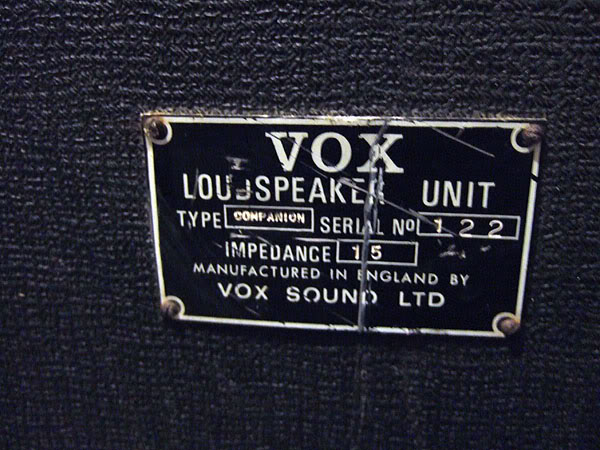 VOX
LOUDSPEAKER UNIT
TYPE COMPANION SERIAL Nº 122
IMPEDANCE 15
MANUFACTURED IN ENGLAND BY
VOX SOUND LTD